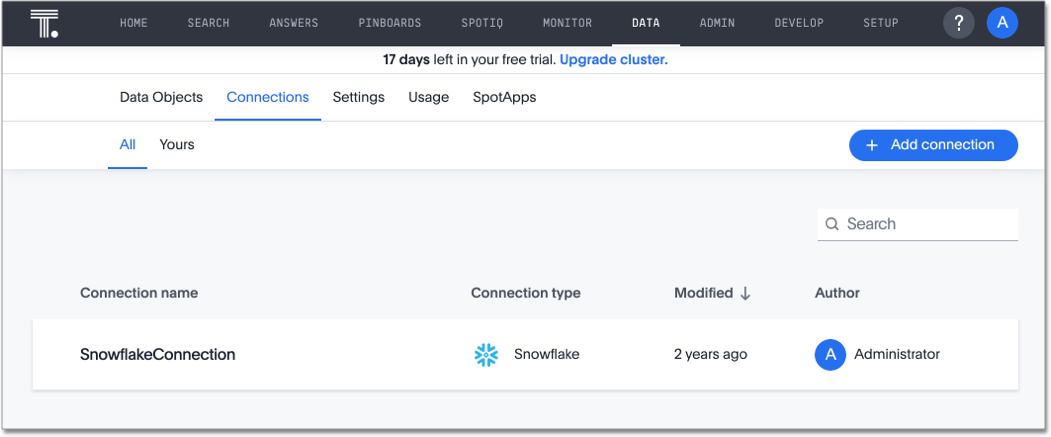 T. HOME SEARCH ANSWERS PINBOARDS SPOTIQ MONITOR DATA ADMIN DEVELOP SETUP ? A
17 days left in your free trial. Upgrade cluster.
Data Objects Connections Settings Usage SpotApps
All Yours + Add connection
Search
Connection name Connection type Modified ↓ Author
SnowflakeConnection Snowflake 2 years ago A Administrator